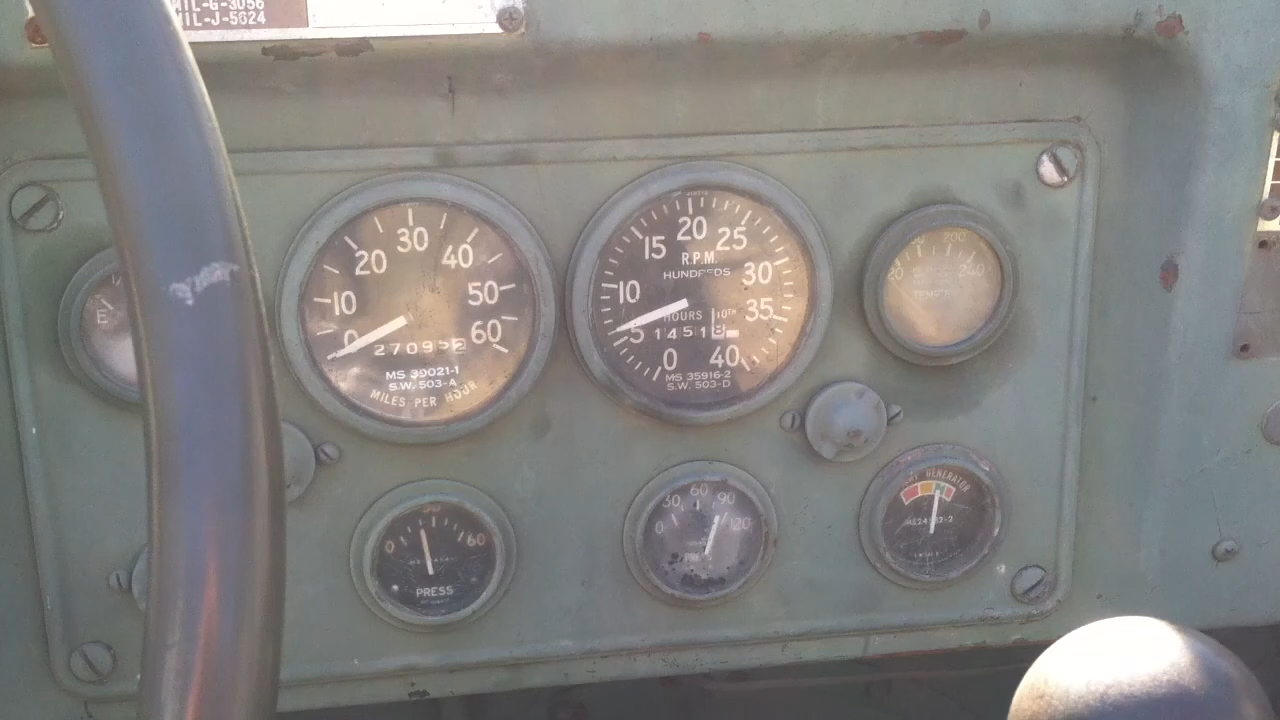 MIL-G-3056
MIL-J-5624
E
0
10
20
30
40
50
60
270952
MS 39021-1
S.W. 503-A
MILES PER HOUR
0
5
10
15
20
25
30
35
40
R.P.M.
HUNDREDS
HOURS 10TH
1451 8
MS 35916-2
S.W. 503-D
200
240
0
60
PRESS
0
30
60
90
120
PRESS
GENERATOR